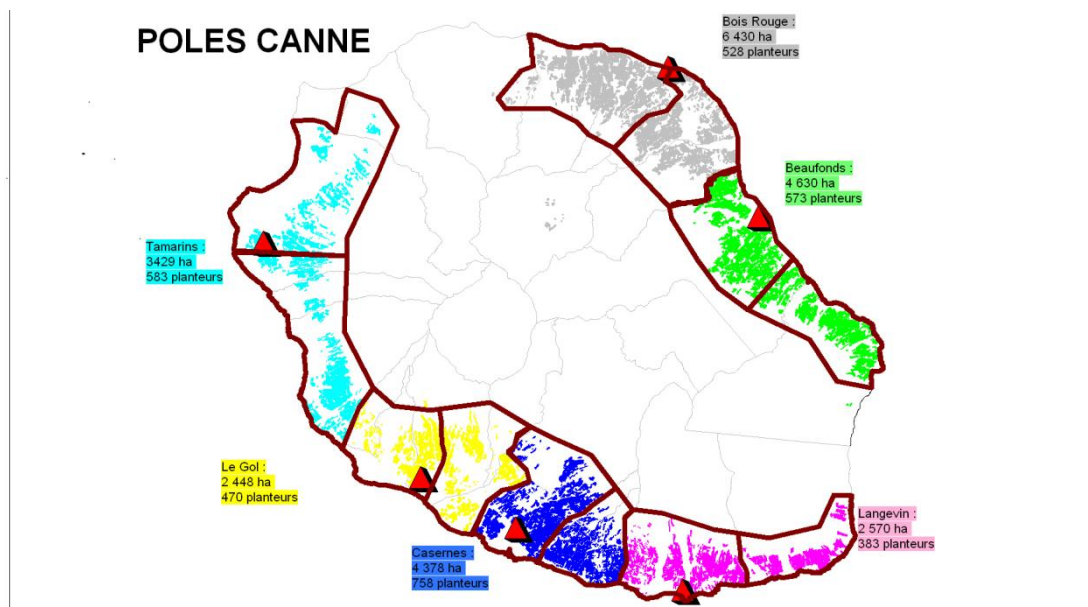 POLES CANNE
Bois Rouge :
6 430 ha
528 planteurs
Beaufonds :
4 630 ha
573 planteurs
Tamarins :
3429 ha
583 planteurs
Le Gol :
2 448 ha
470 planteurs
Langevin :
2 570 ha
383 planteurs
Casernes :
4 378 ha
758 planteurs